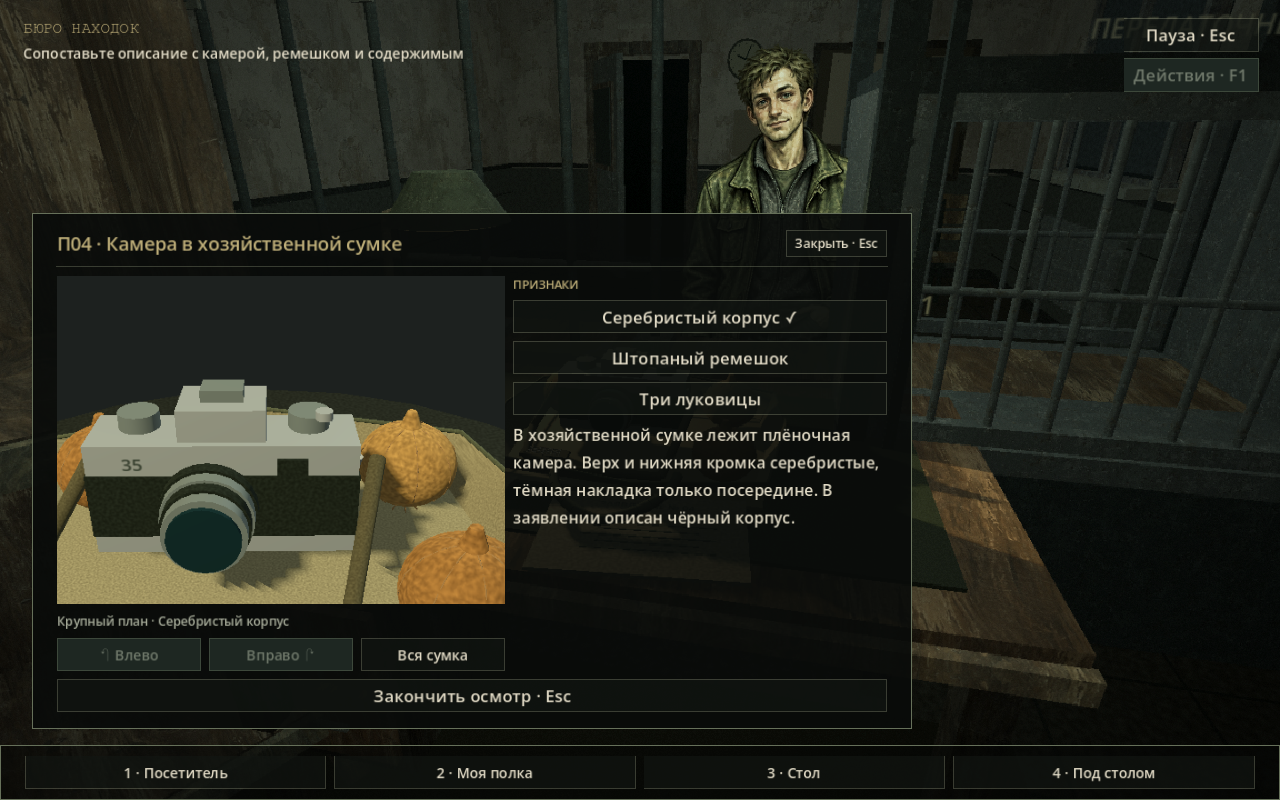 БЮРО НАХОДОК
Сопоставьте описание с камерой, ремешком и содержимым
Пауза · Esc
Действия · F1
П04 · Камера в хозяйственной сумке
Закрыть · Esc
35
ПРИЗНАКИ
Серебристый корпус ✓
Штопаный ремешок
Три луковицы
В хозяйственной сумке лежит плёночная
камера. Верх и нижняя кромка серебристые,
тёмная накладка только посередине. В
заявлении описан чёрный корпус.
Крупный план · Серебристый корпус
Влево
Вправо
Вся сумка
Закончить осмотр · Esc
1 · Посетитель
2 · Моя полка
3 · Стол
4 · Под столом